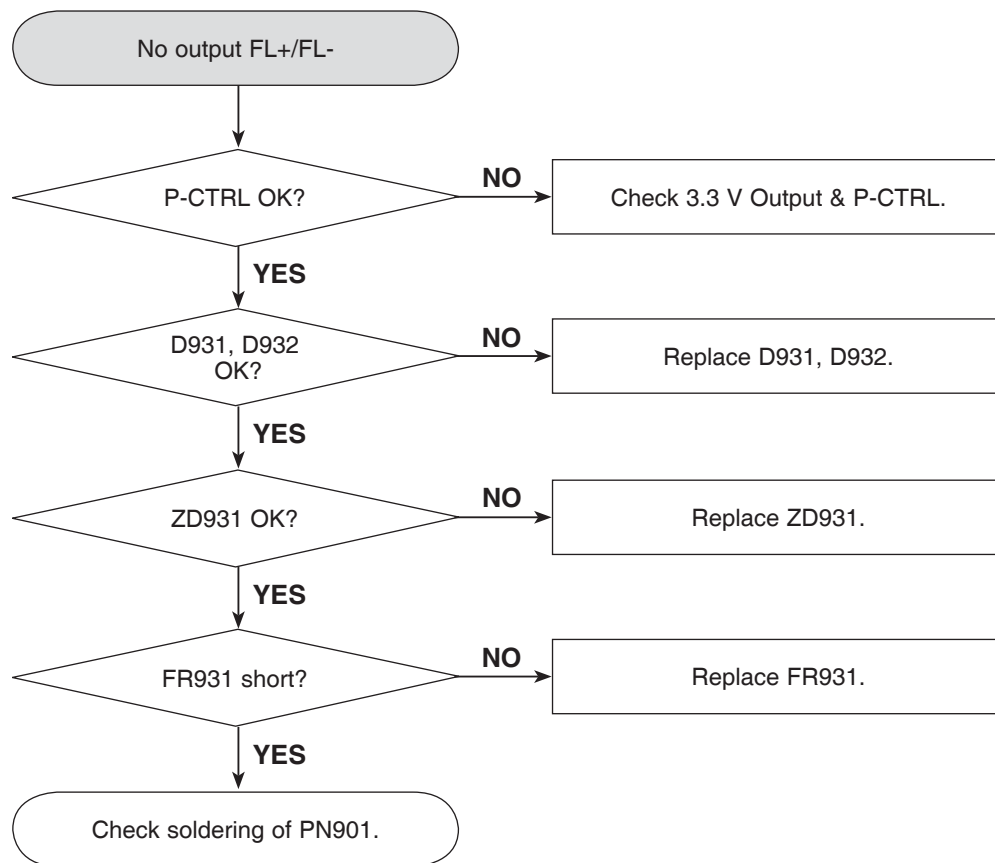 No output FL+/FL-
P-CTRL OK?
NO
Check 3.3 V Output & P-CTRL.
YES
D931, D932
OK?
NO
Replace D931, D932.
YES
ZD931 OK?
NO
Replace ZD931.
YES
FR931 short?
NO
Replace FR931.
YES
Check soldering of PN901.